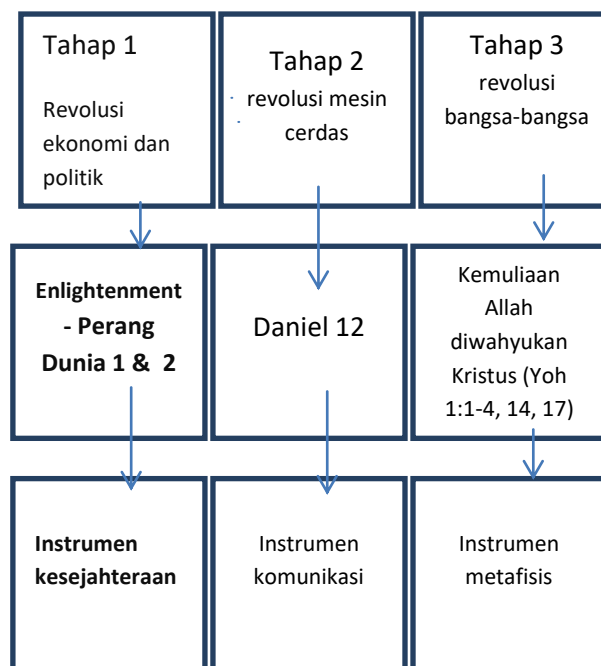 Tahap 1
Revolusi
ekonomi dan
politik
Tahap 2
revolusi mesin
cerdas
Tahap 3
revolusi
bangsa-bangsa
Enlightenment
- Perang
Dunia 1 & 2
Daniel 12
Kemuliaan
Allah
diwahyukan
Kristus (Yoh
1:1-4, 14, 17)
Instrumen
kesejahteraan
Instrumen
komunikasi
Instrumen
metafisis